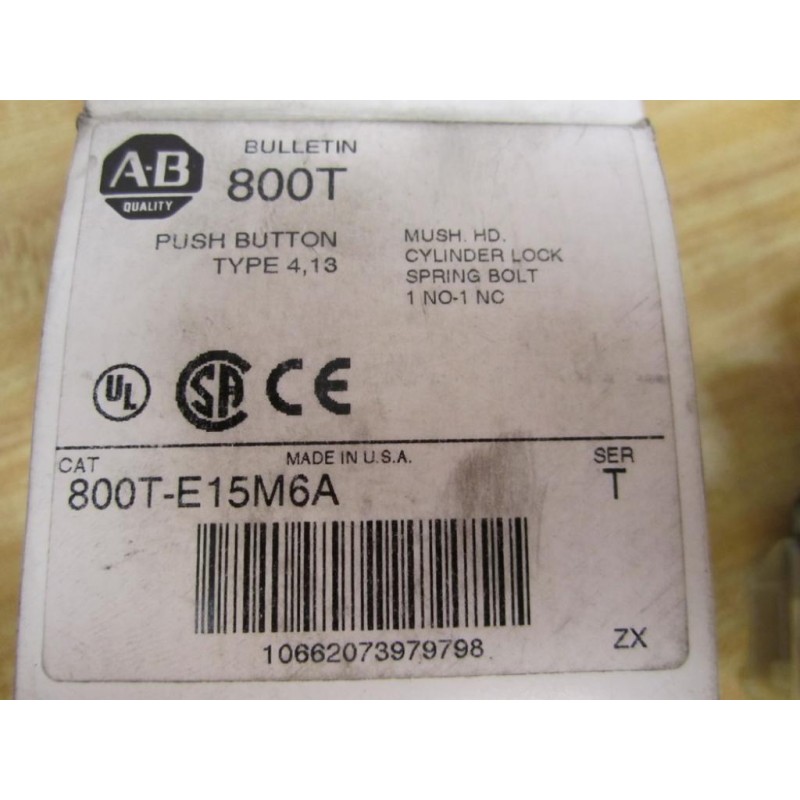 A-B
QUALITY
BULLETIN
800T
PUSH BUTTON
TYPE 4,13
MUSH. HD.
CYLINDER LOCK
SPRING BOLT
1 NO-1 NC
UL
SA
CE
CAT
MADE IN U.S.A.
SER
800T-E15M6A
T
10662073979798
ZX